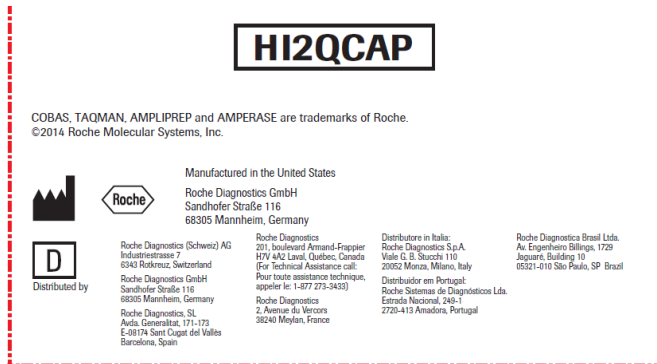 HI2QCAP
COBAS, TAQMAN, AMPLIPREP and AMPERASE are trademarks of Roche.
©2014 Roche Molecular Systems, Inc.
Manufactured in the United States
Roche
Roche Diagnostics GmbH
Sandhofer Straße 116
68305 Mannheim, Germany
D
Distributed by
Roche Diagnostics (Schweiz) AG
Industriestrasse 7
6343 Rotkreuz, Switzerland
Roche Diagnostics GmbH
Sandhofer Straße 116
68305 Mannheim, Germany
Roche Diagnostics, SL
Avda. Generalitat, 171-173
E-08174 Sant Cugat del Vallès
Barcelona, Spain
Roche Diagnostics
201, boulevard Armand-Frappier
H7V 4A2 Laval, Québec, Canada
(For Technical Assistance call:
Pour toute assistance technique,
appeler le: 1-877 273-3433)
Roche Diagnostics
2, Avenue du Vercors
38240 Meylan, France
Distributore in Italia:
Roche Diagnostics S.p.A.
Viale G. B. Stucchi 110
20052 Monza, Milano, Italy
Distribuidor em Portugal:
Roche Sistemas de Diagnósticos Lda.
Estrada Nacional, 249-1
2720-413 Amadora, Portugal
Roche Diagnostica Brasil Ltda.
Av. Engenheiro Billings, 1729
Jaguaré, Building 10
05321-010 São Paulo, SP Brazil